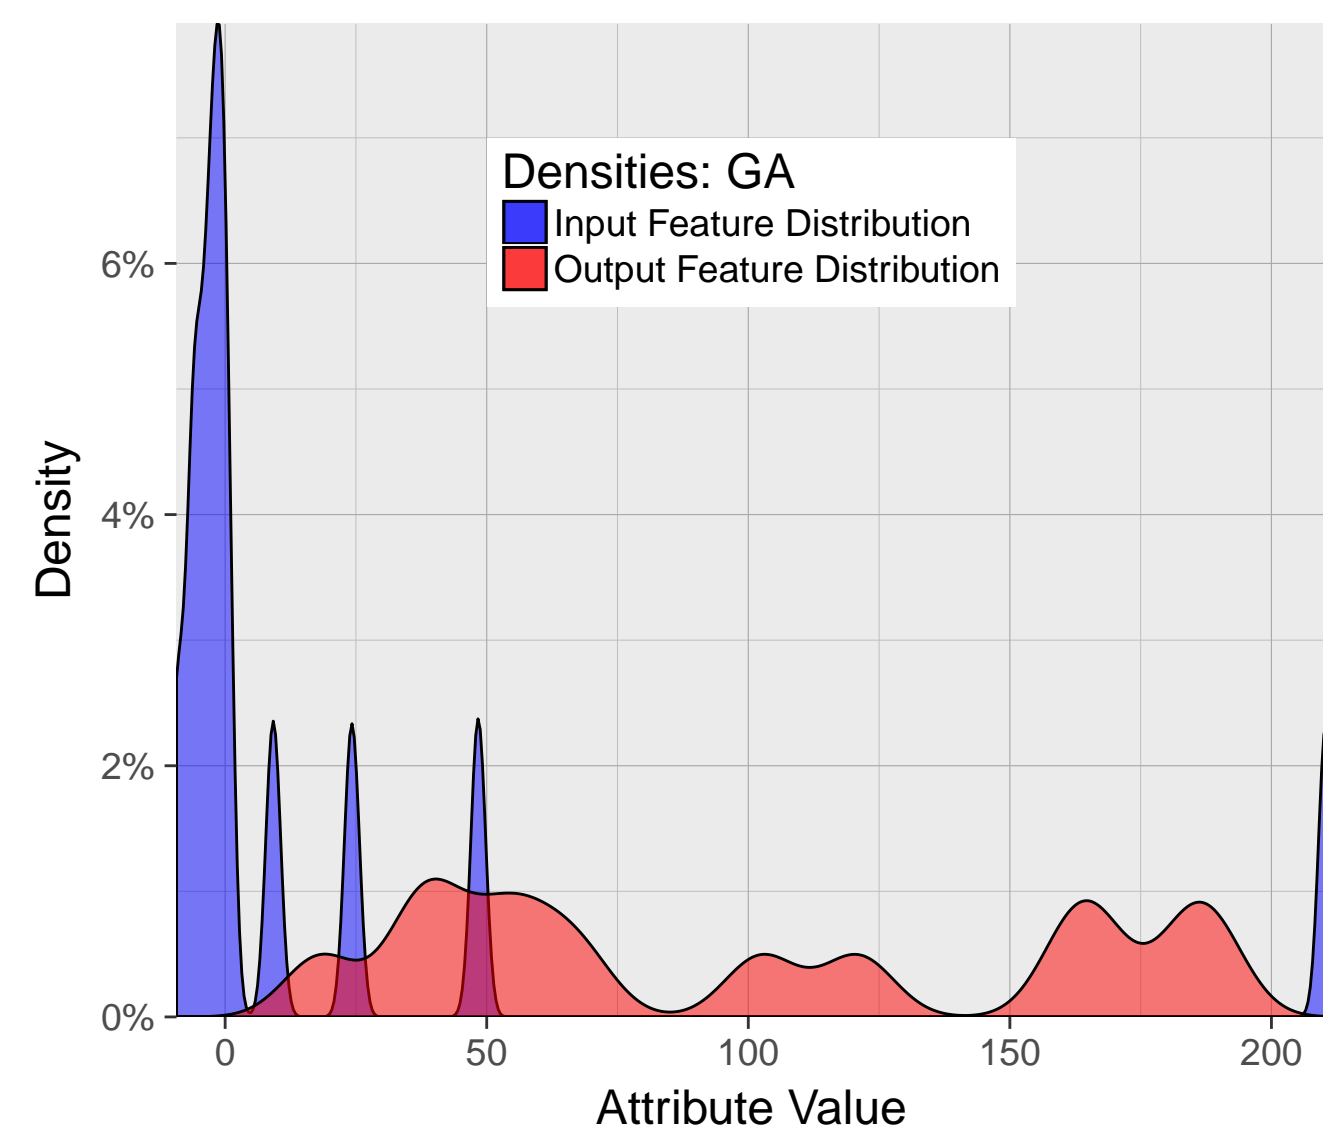 Densities: GA
Input Feature Distribution
Output Feature Distribution
6%
4%
2%
0%
Density
0 50 100 150 200
Attribute Value